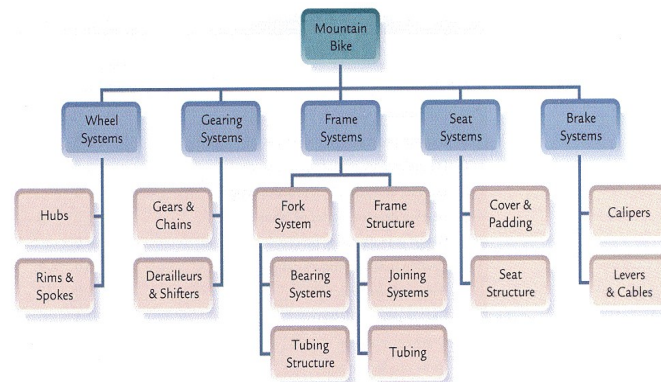 Mountain
Bike
Wheel
Systems
Gearing
Systems
Frame
Systems
Seat
Systems
Brake
Systems
Hubs
Gears &
Chains
Fork
System
Frame
Structure
Cover &
Padding
Calipers
Rims &
Spokes
Derailleurs
& Shifters
Bearing
Systems
Joining
Systems
Seat
Structure
Levers
& Cables
Tubing
Structure
Tubing